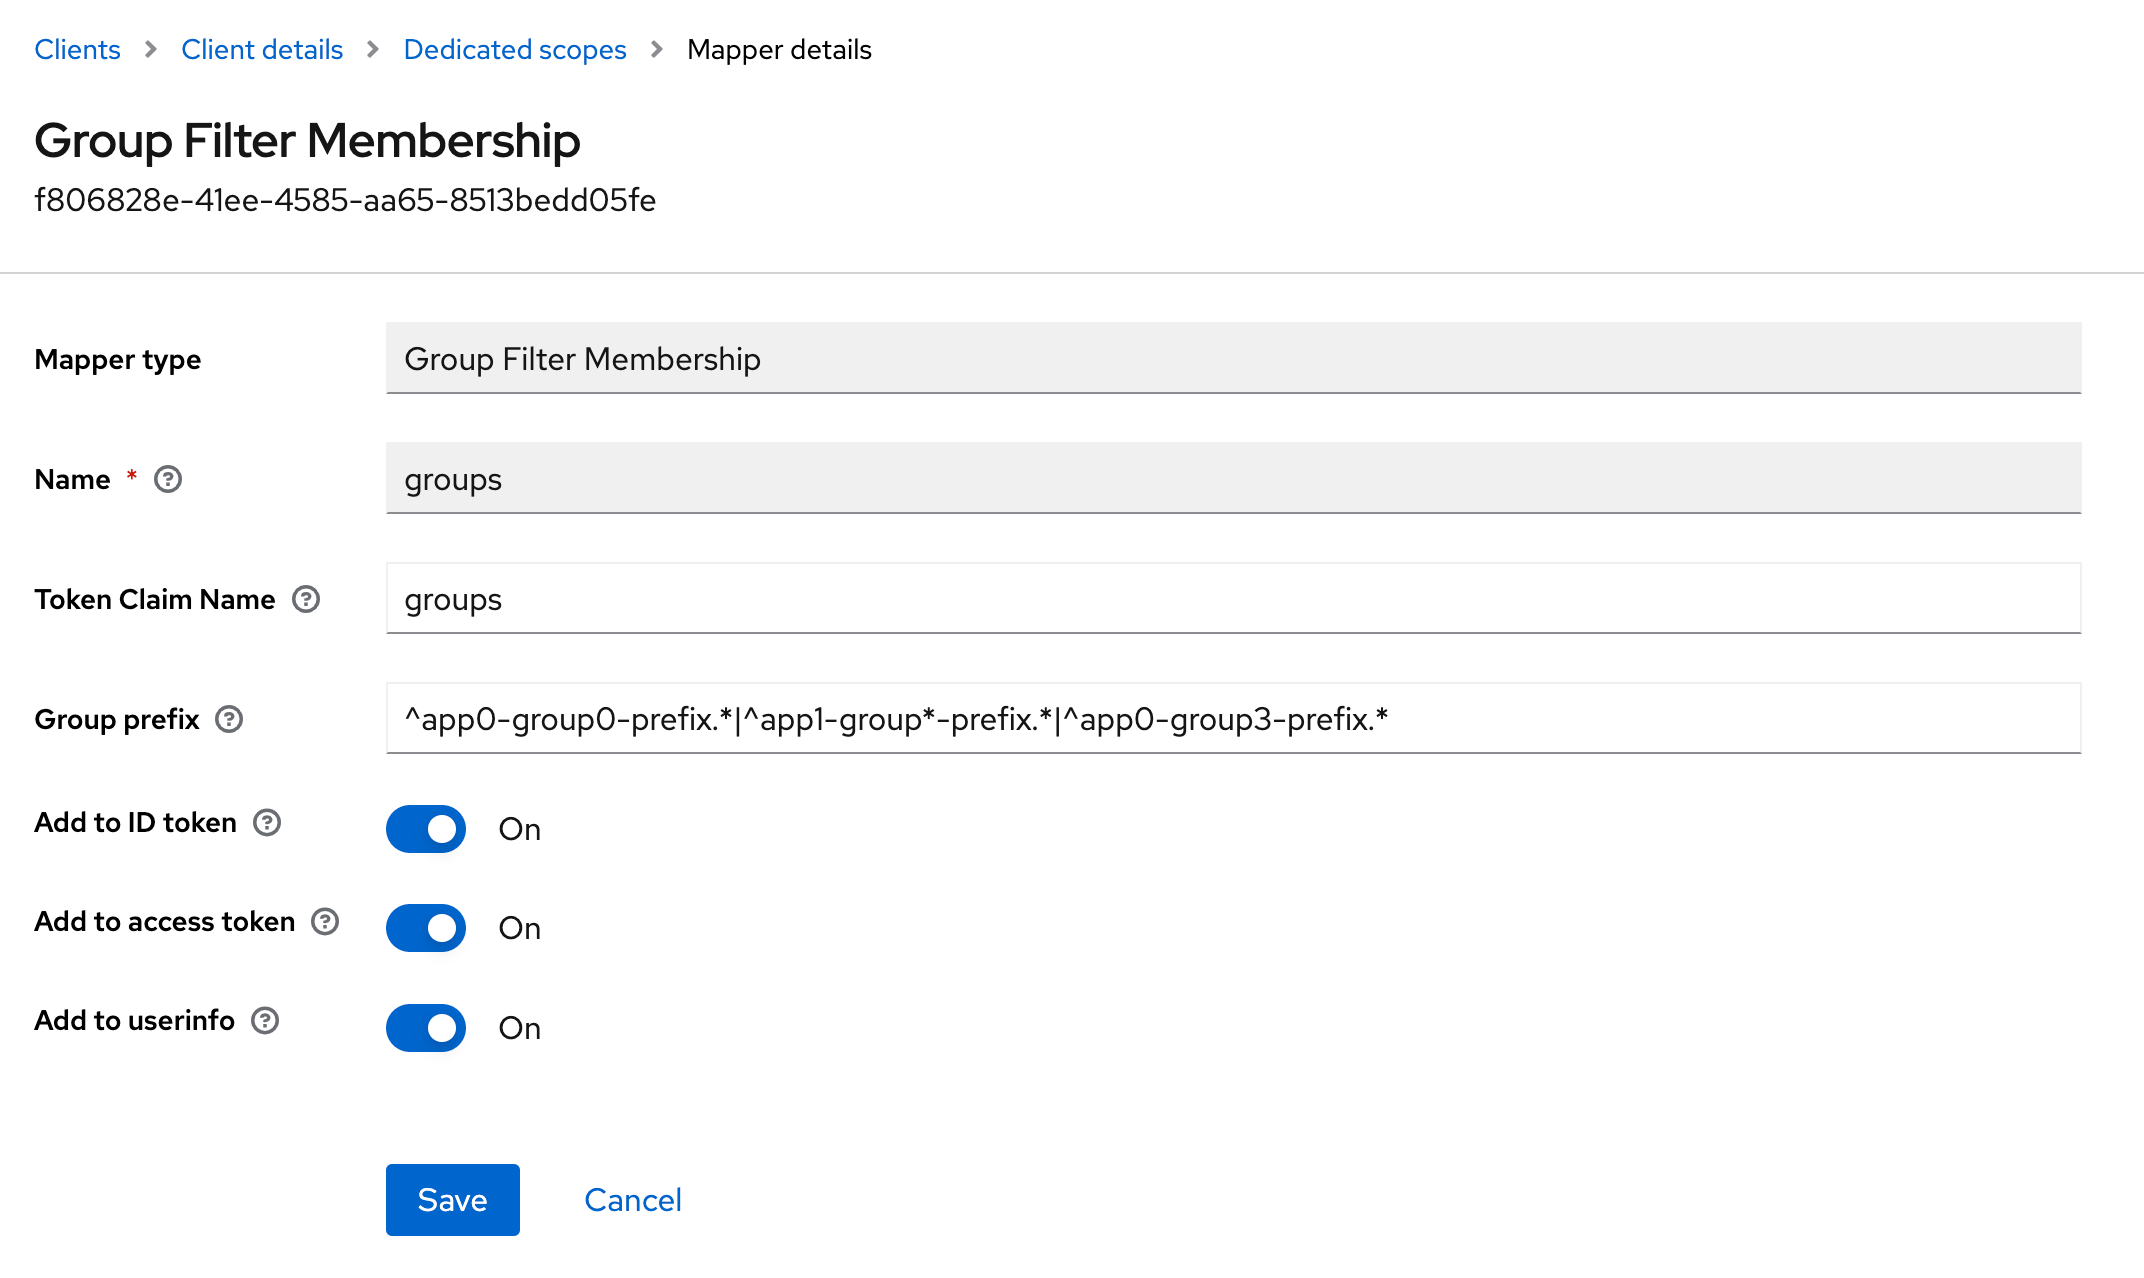 Clients > Client details > Dedicated scopes > Mapper details
Group Filter Membership
f806828e-41ee-4585-aa65-8513bedd05fe
Mapper type Group Filter Membership
Name * groups
Token Claim Name groups
Group prefix ^app0-group0-prefix.*|^app1-group*-prefix.*|^app0-group3-prefix.*
Add to ID token On
Add to access token On
Add to userinfo On
Save Cancel